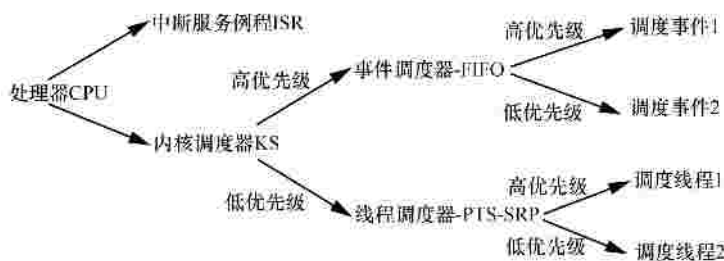 中断服务例程ISR
高优先级
调度事件1
高优先级
事件调度器-FIFO
处理器CPU
低优先级
调度事件2
内核调度器KS
低优先级
高优先级
调度线程1
线程调度器-PTS-SRP
低优先级
调度线程2